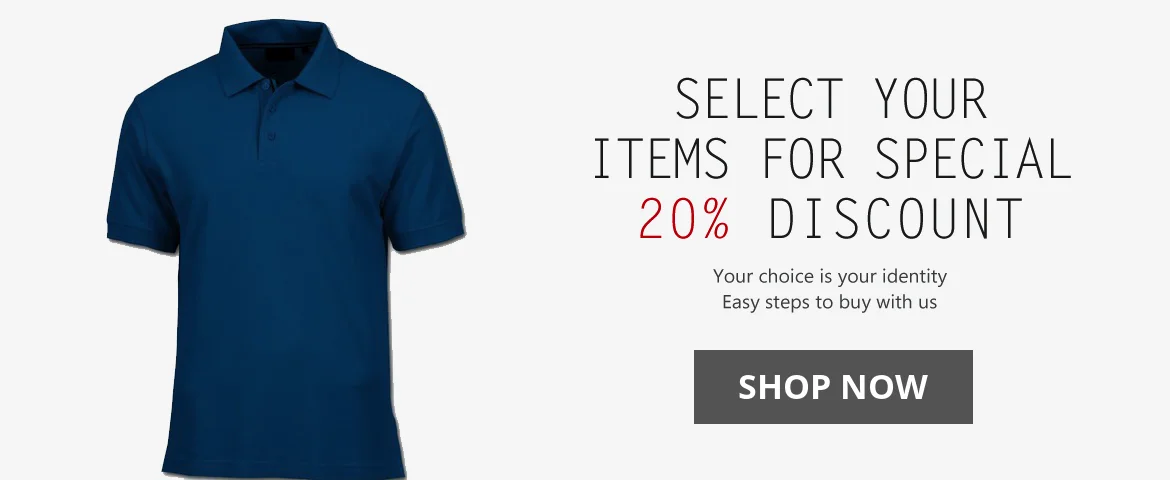 SELECT YOUR
ITEMS FOR SPECIAL
20% DISCOUNT
Your choice is your identity
Easy steps to buy with us
SHOP NOW